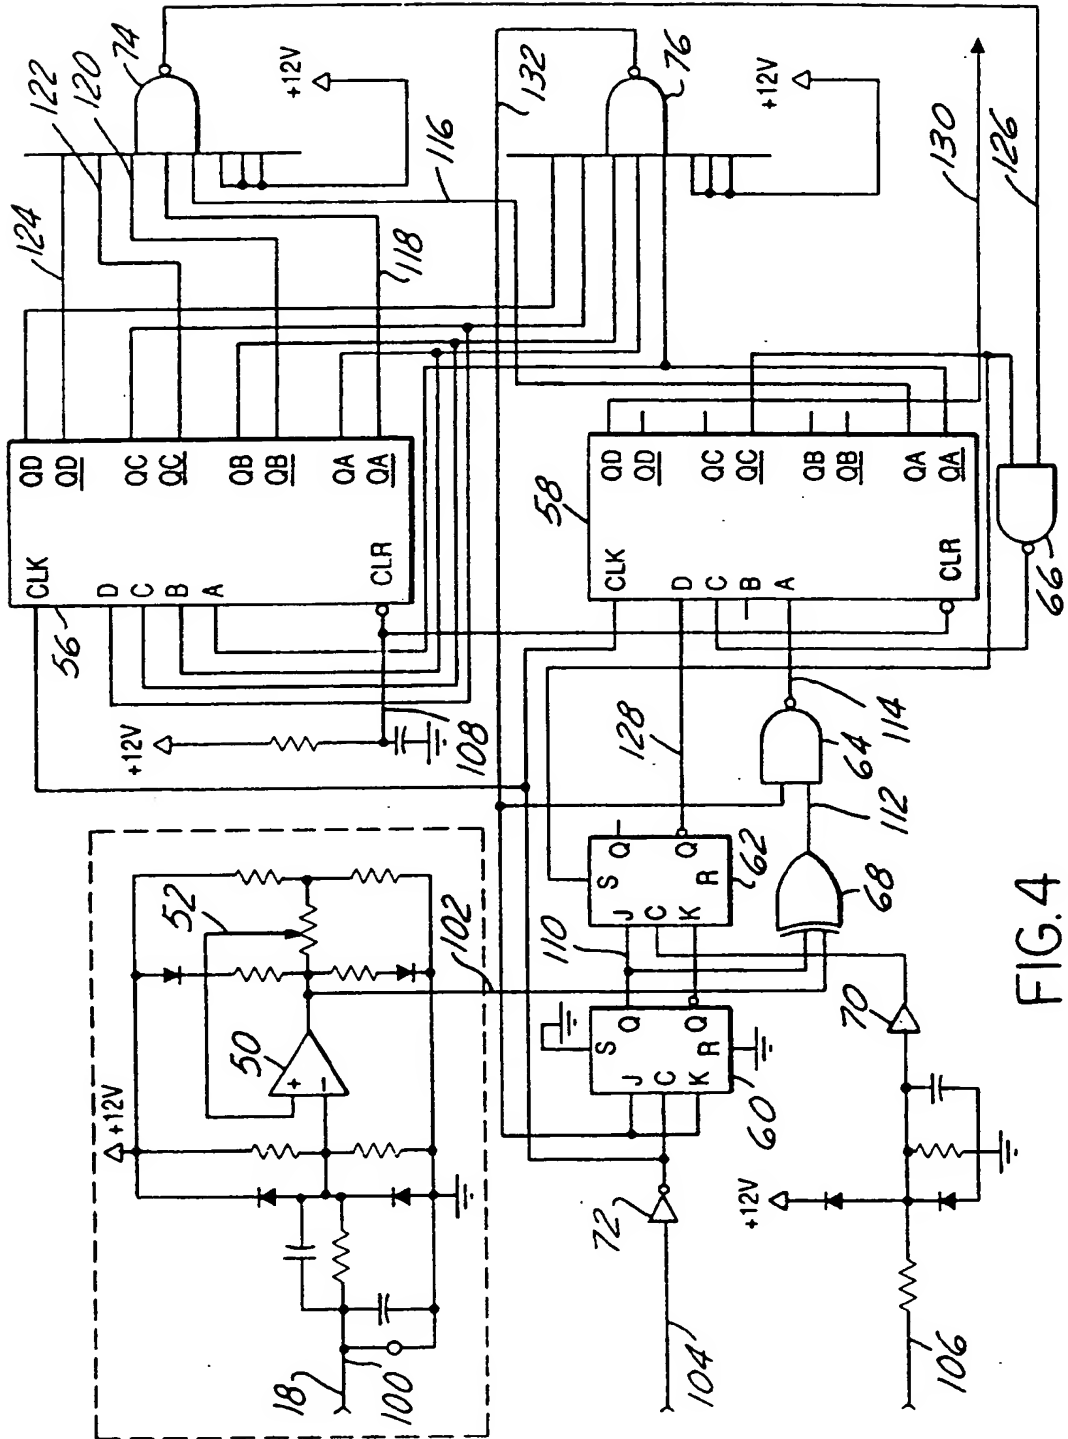 124
122
120
74
+12V
QD
QD
QC
QC
QB
QB
QA
QA
CLK
D
C
B
A
CLR
56
118
116
132
76
+12V
+12V
108
52
+12V
50
+
−
102
18
100
58
CLK
D
C
B
A
CLR
QD
QD
QC
QC
QB
QB
QA
QA
130
126
66
128
S
Q
J
C
K
Q
R
62
64
114
112
68
110
S
Q
J
C
K
Q
R
60
72
104
70
+12V
106
FIG.4